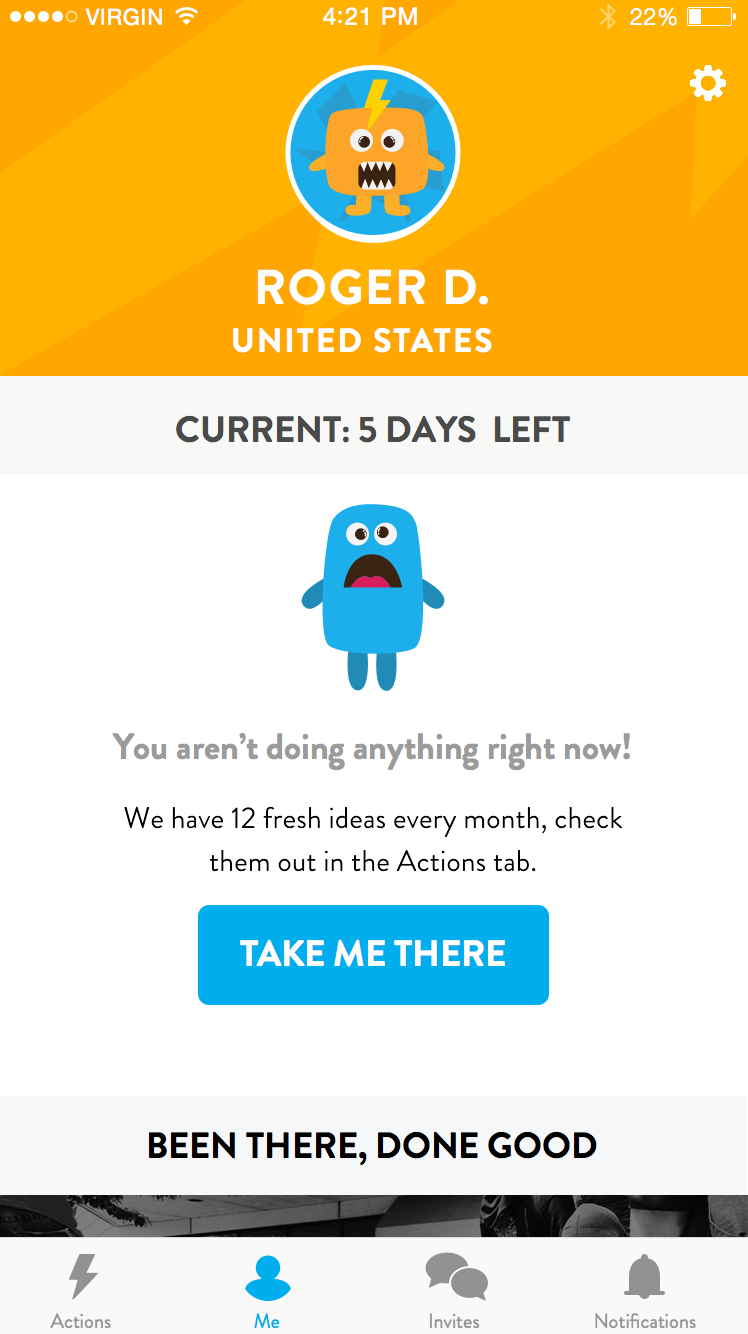 VIRGIN 4:21 PM 22%
ROGER D.
UNITED STATES
CURRENT: 5 DAYS LEFT
You aren't doing anything right now!
We have 12 fresh ideas every month, check
them out in the Actions tab.
TAKE ME THERE
BEEN THERE, DONE GOOD
Actions Me Invites Notifications